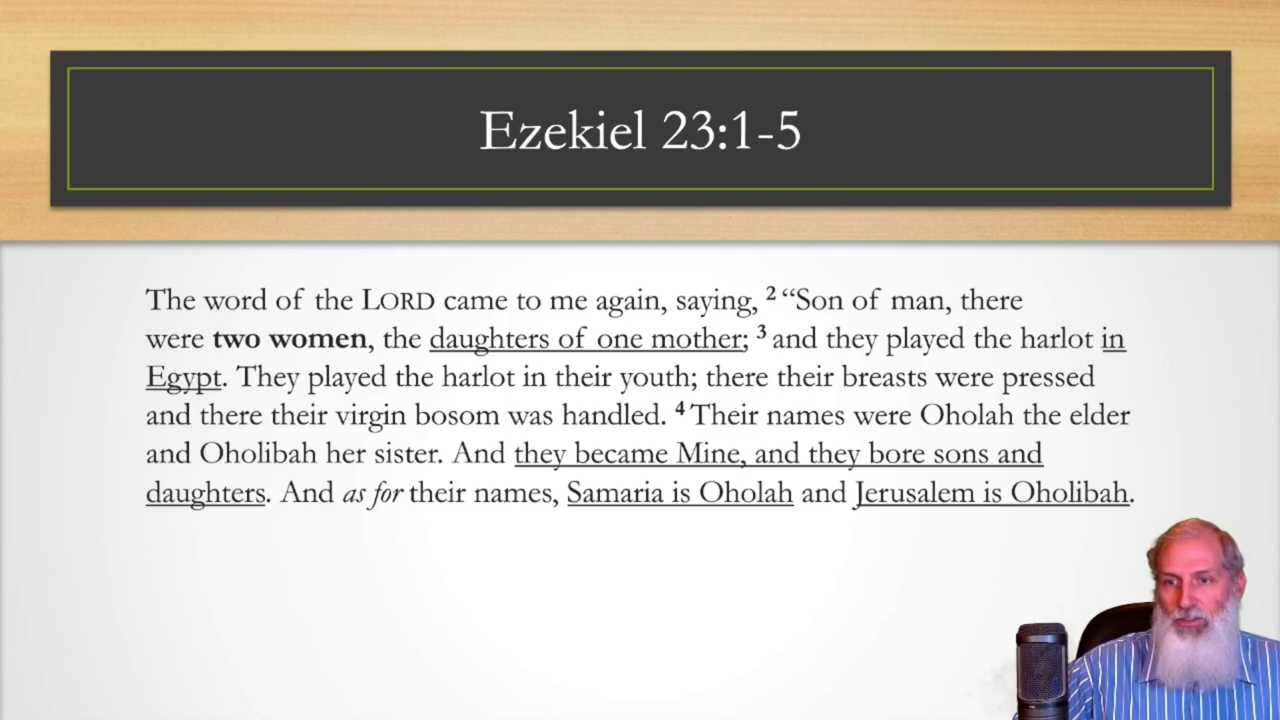 Ezekiel 23:1-5
The word of the LORD came to me again, saying, 2 “Son of man, there
were two women, the daughters of one mother; 3 and they played the harlot in
Egypt. They played the harlot in their youth; there their breasts were pressed
and there their virgin bosom was handled. 4 Their names were Oholah the elder
and Oholibah her sister. And they became Mine, and they bore sons and
daughters. And as for their names, Samaria is Oholah and Jerusalem is Oholibah.